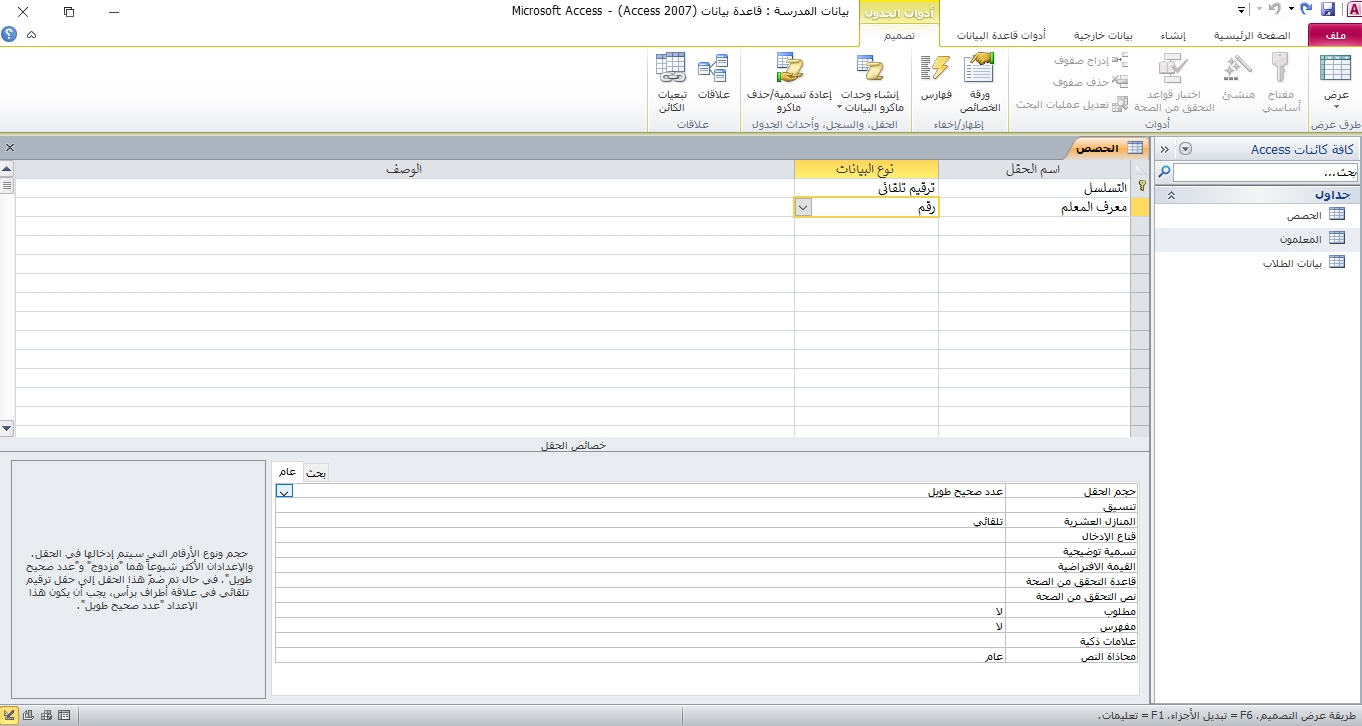 بيانات المدرسة : قاعدة بيانات (Access 2007) - Microsoft Access
أدوات الجدول
ملف
الصفحة الرئيسية
إنشاء
بيانات خارجية
أدوات قاعدة البيانات
تصميم
عرض
طرق عرض
مفتاح أساسي
منشئ
اختبار قواعد التحقق من الصحة
إدراج صفوف
حذف صفوف
تعديل عمليات البحث
أدوات
ورقة الخصائص
فهارس
إظهار/إخفاء
إنشاء وحدات ماكرو البيانات
إعادة تسمية/حذف ماكرو
الحقل، والسجل، وأحداث الجدول
علاقات
تبعيات الكائن
علاقات
كافة كائنات Access
بحث...
جداول
الحصص
المعلمون
بيانات الطلاب
الحصص
اسم الحقل نوع البيانات الوصف
التسلسل ترقيم تلقائي
معرف المعلم رقم
خصائص الحقل
عام بحث
حجم الحقل عدد صحيح طويل
تنسيق
المنازل العشرية تلقائي
قناع الإدخال
تسمية توضيحية
القيمة الافتراضية
قاعدة التحقق من الصحة
نص التحقق من الصحة
مطلوب لا
مفهرس لا
علامات ذكية
محاذاة النص عام
حجم ونوع الأرقام التي سيتم إدخالها في الحقل.
والإعدادان الأكثر شيوعاً هما "مزدوج" و"عدد صحيح
طويل". في حال تم ضمّ هذا الحقل إلى حقل ترقيم
تلقائي في علاقة أطراف برأس، يجب أن يكون هذا
الإعداد "عدد صحيح طويل".
طريقة عرض التصميم. F6 = تبديل الأجزاء. F1 = تعليمات.